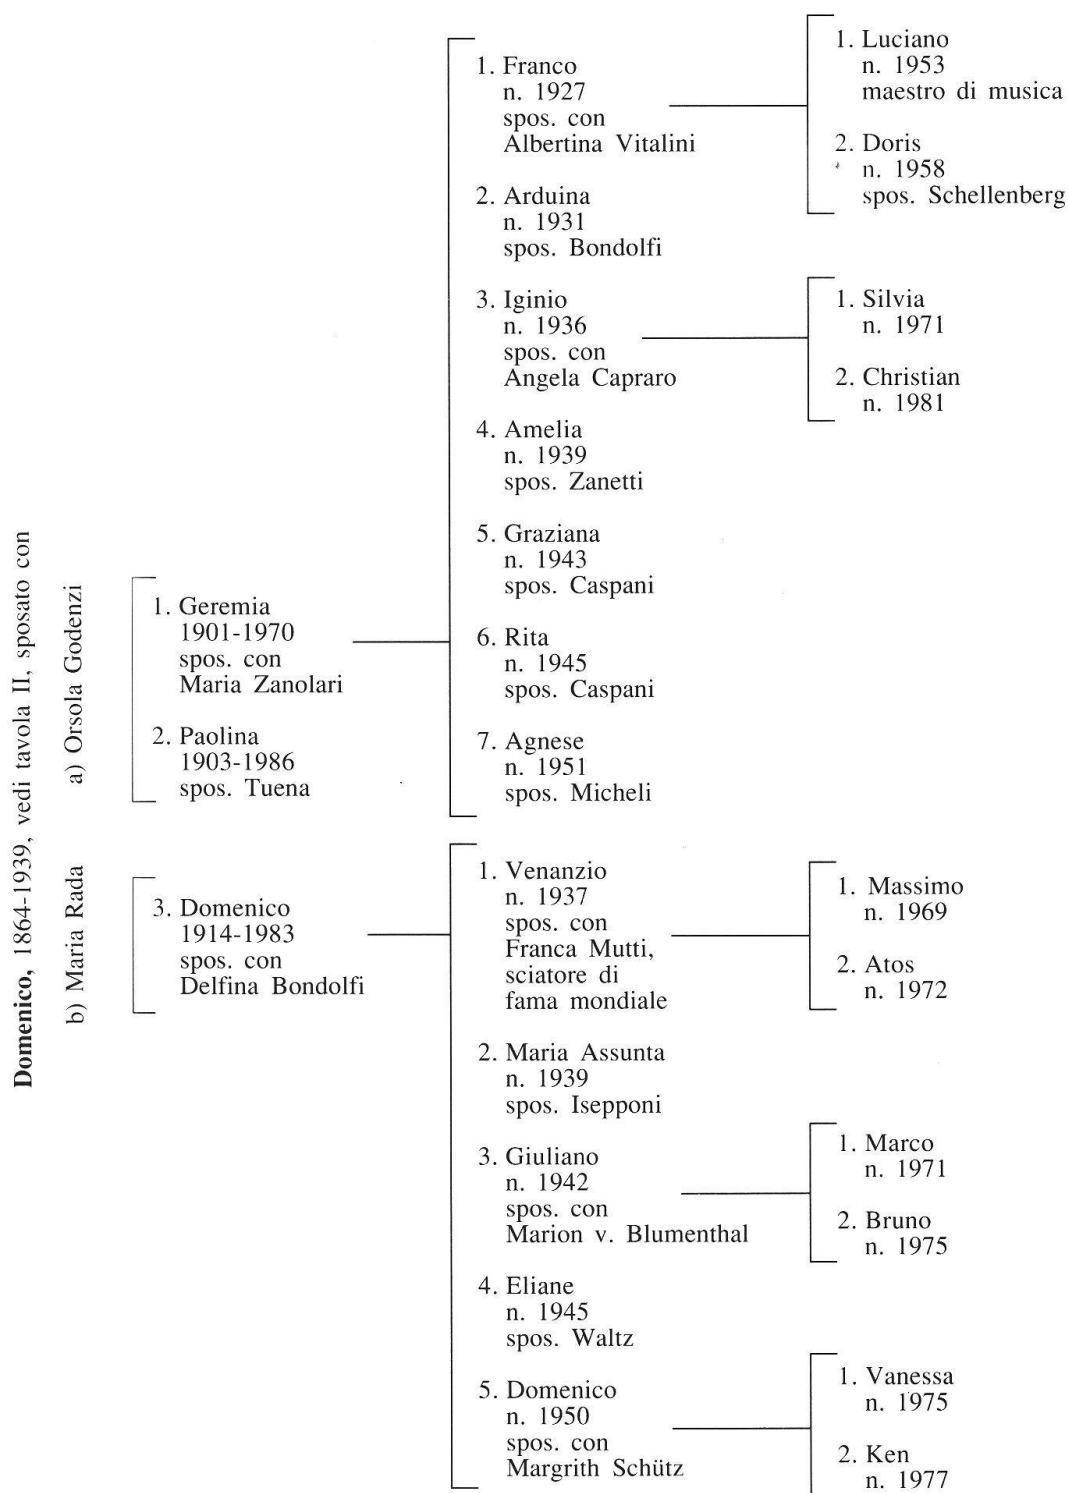 Domenico, 1864-1939, vedi tavola II, sposato con
a) Orsola Godenzi
1. Geremia
1901-1970
spos. con
Maria Zanolari
2. Paolina
1903-1986
spos. Tuena
1. Franco
n. 1927
spos. con
Albertina Vitalini
1. Luciano
n. 1953
maestro di musica
2. Doris
n. 1958
spos. Schellenberg
2. Arduina
n. 1931
spos. Bondolfi
3. Iginio
n. 1936
spos. con
Angela Capraro
1. Silvia
n. 1971
2. Christian
n. 1981
4. Amelia
n. 1939
spos. Zanetti
5. Graziana
n. 1943
spos. Caspani
6. Rita
n. 1945
spos. Caspani
7. Agnese
n. 1951
spos. Micheli
b) Maria Rada
3. Domenico
1914-1983
spos. con
Delfina Bondolfi
1. Venanzio
n. 1937
spos. con
Franca Mutti,
sciatore di
fama mondiale
1. Massimo
n. 1969
2. Atos
n. 1972
2. Maria Assunta
n. 1939
spos. Isepponi
3. Giuliano
n. 1942
spos. con
Marion v. Blumenthal
1. Marco
n. 1971
2. Bruno
n. 1975
4. Eliane
n. 1945
spos. Waltz
5. Domenico
n. 1950
spos. con
Margrith Schütz
1. Vanessa
n. 1975
2. Ken
n. 1977